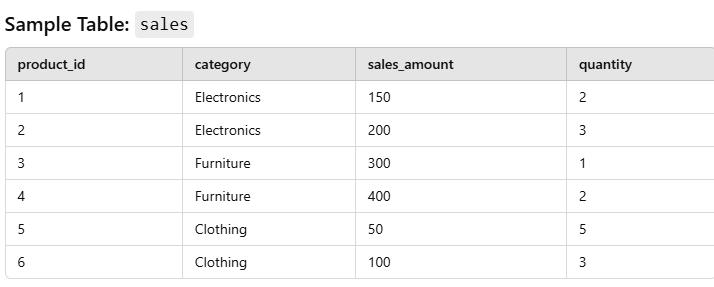 Sample Table: sales
product_id category sales_amount quantity
1 Electronics 150 2
2 Electronics 200 3
3 Furniture 300 1
4 Furniture 400 2
5 Clothing 50 5
6 Clothing 100 3